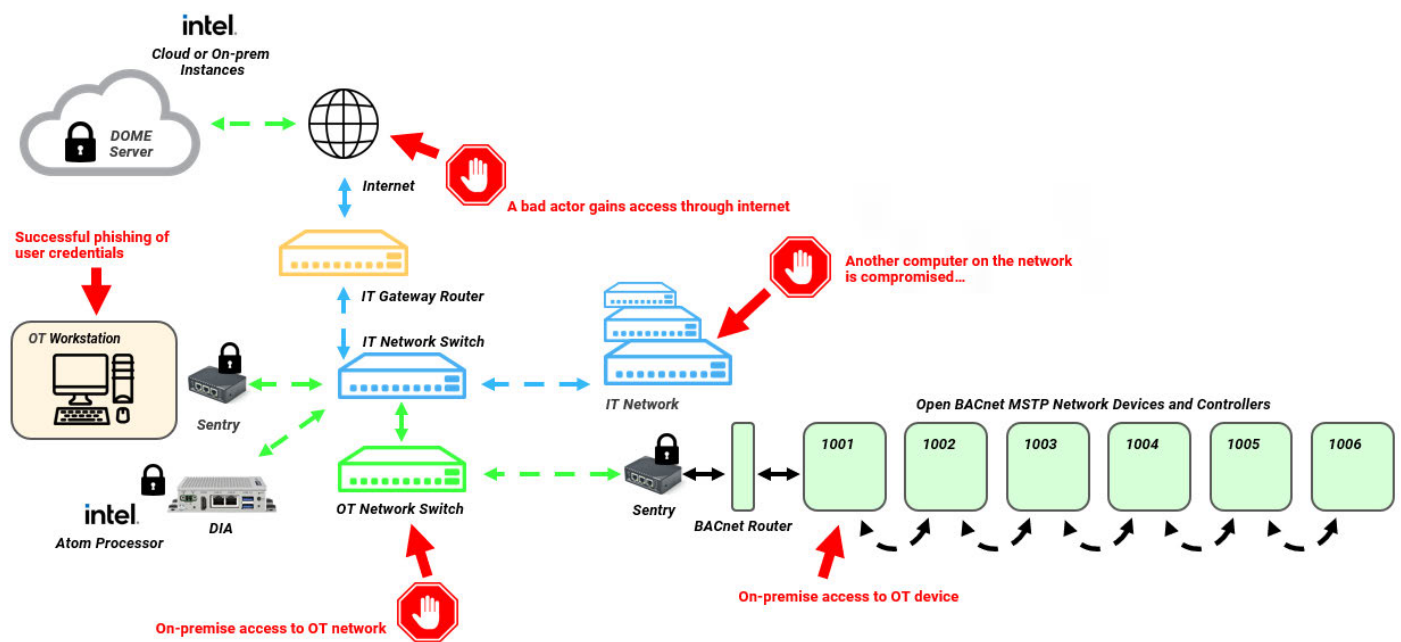 intel.
Cloud or On-prem
Instances
DOME
Server
Internet
A bad actor gains access through internet
Successful phishing of
user credentials
Another computer on the network
is compromised...
IT Gateway Router
OT Workstation
IT Network Switch
Sentry
IT Network
Open BACnet MSTP Network Devices and Controllers
1001
1002
1003
1004
1005
1006
intel.
Atom Processor
DIA
OT Network Switch
Sentry
BACnet Router
On-premise access to OT device
On-premise access to OT network